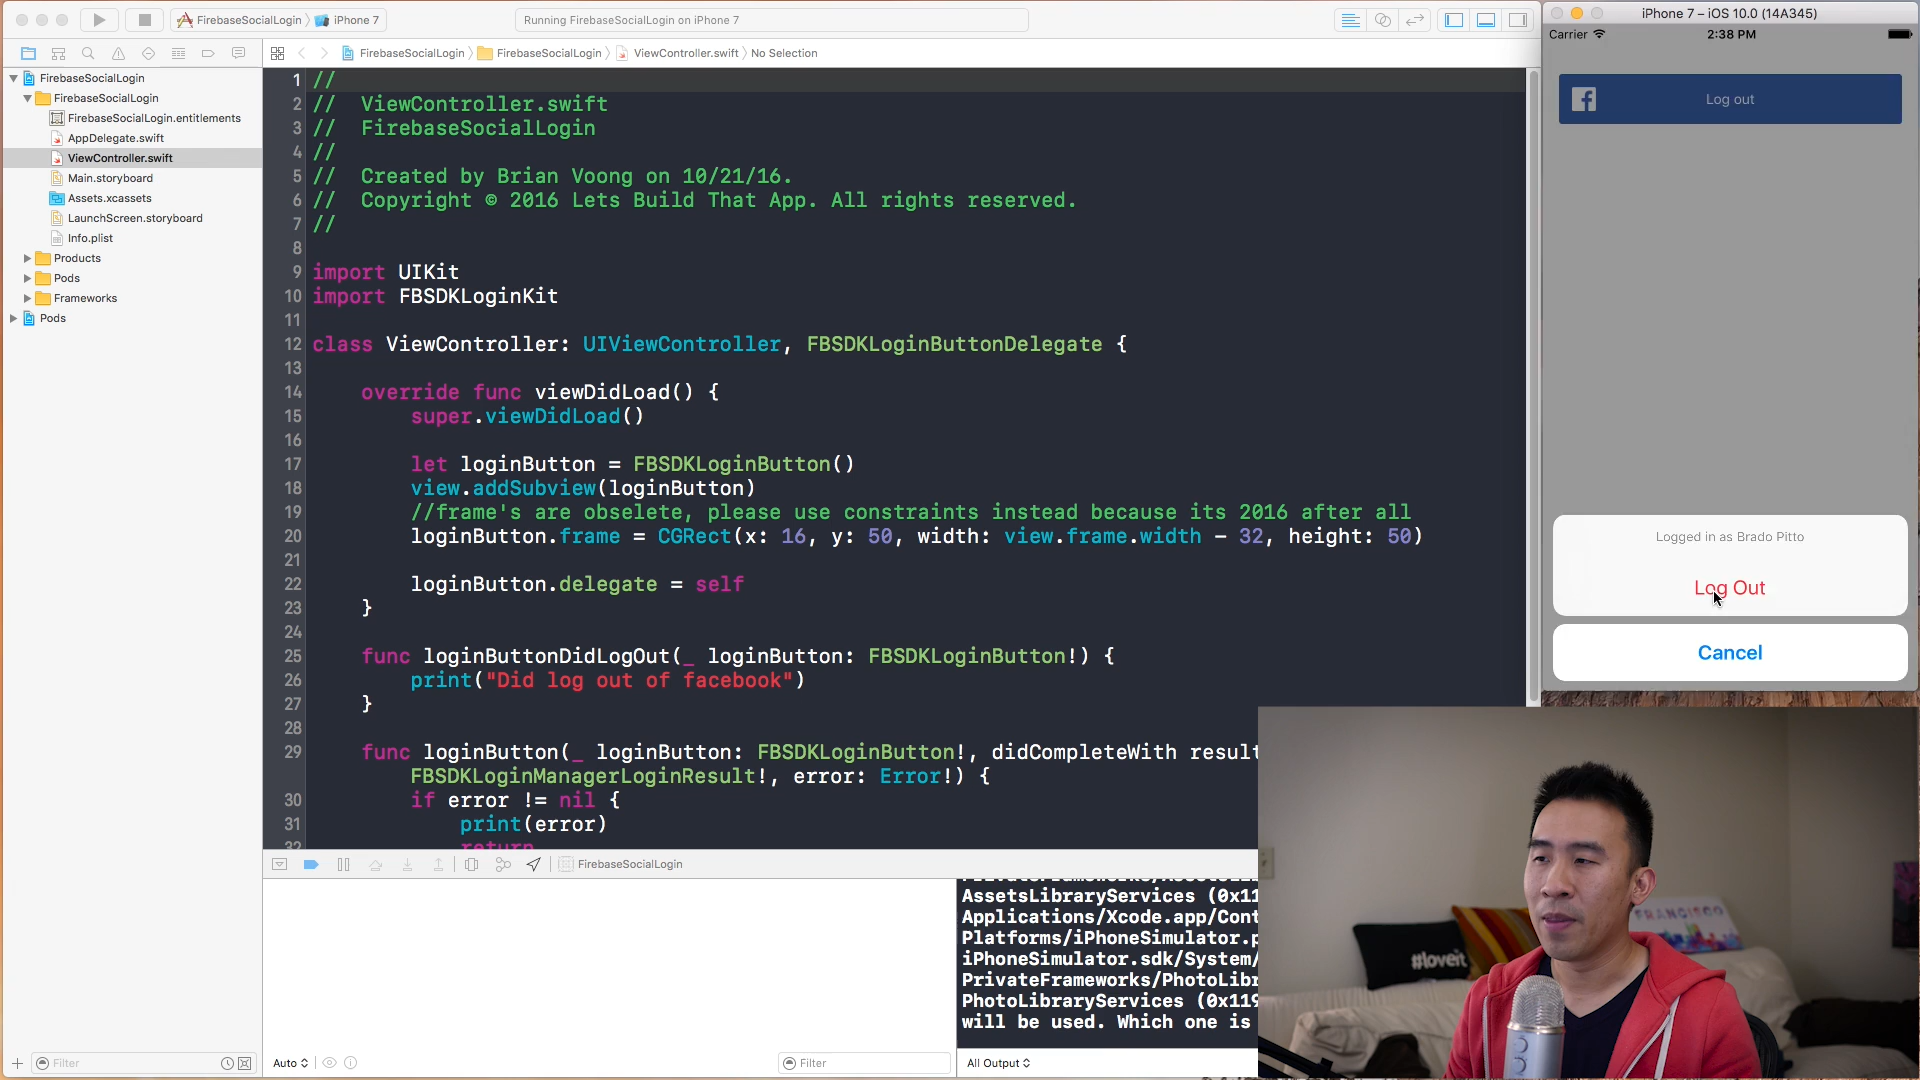 FirebaseSocialLogin
iPhone 7
Running FirebaseSocialLogin on iPhone 7
FirebaseSocialLogin
FirebaseSocialLogin
ViewController.swift
No Selection
FirebaseSocialLogin
FirebaseSocialLogin
FirebaseSocialLogin.entitlements
AppDelegate.swift
ViewController.swift
Main.storyboard
Assets.xcassets
LaunchScreen.storyboard
Info.plist
Products
Pods
Frameworks
Pods
Filter
1 //
2 //  ViewController.swift
3 //  FirebaseSocialLogin
4 //
5 //  Created by Brian Voong on 10/21/16.
6 //  Copyright © 2016 Lets Build That App. All rights reserved.
7 //
8
9 import UIKit
10 import FBSDKLoginKit
11
12 class ViewController: UIViewController, FBSDKLoginButtonDelegate {
13
14     override func viewDidLoad() {
15         super.viewDidLoad()
16
17         let loginButton = FBSDKLoginButton()
18         view.addSubview(loginButton)
19         //frame's are obselete, please use constraints instead because its 2016 after all
20         loginButton.frame = CGRect(x: 16, y: 50, width: view.frame.width - 32, height: 50)
21
22         loginButton.delegate = self
23     }
24
25     func loginButtonDidLogOut(_ loginButton: FBSDKLoginButton!) {
26         print("Did log out of facebook")
27     }
28
29     func loginButton(_ loginButton: FBSDKLoginButton!, didCompleteWith result
FBSDKLoginManagerLoginResult!, error: Error!) {
30         if error != nil {
31             print(error)
32             return
FirebaseSocialLogin
AssetsLibraryServices (0x11
Applications/Xcode.app/Cont
Platforms/iPhoneSimulator.p
iPhoneSimulator.sdk/System/
PrivateFrameworks/PhotoLibr
PhotoLibraryServices (0x119
will be used. Which one is
Auto
Filter
All Output
iPhone 7 – iOS 10.0 (14A345)
Carrier
2:38 PM
Log out
Logged in as Brado Pitto
Log Out
Cancel
#loveit